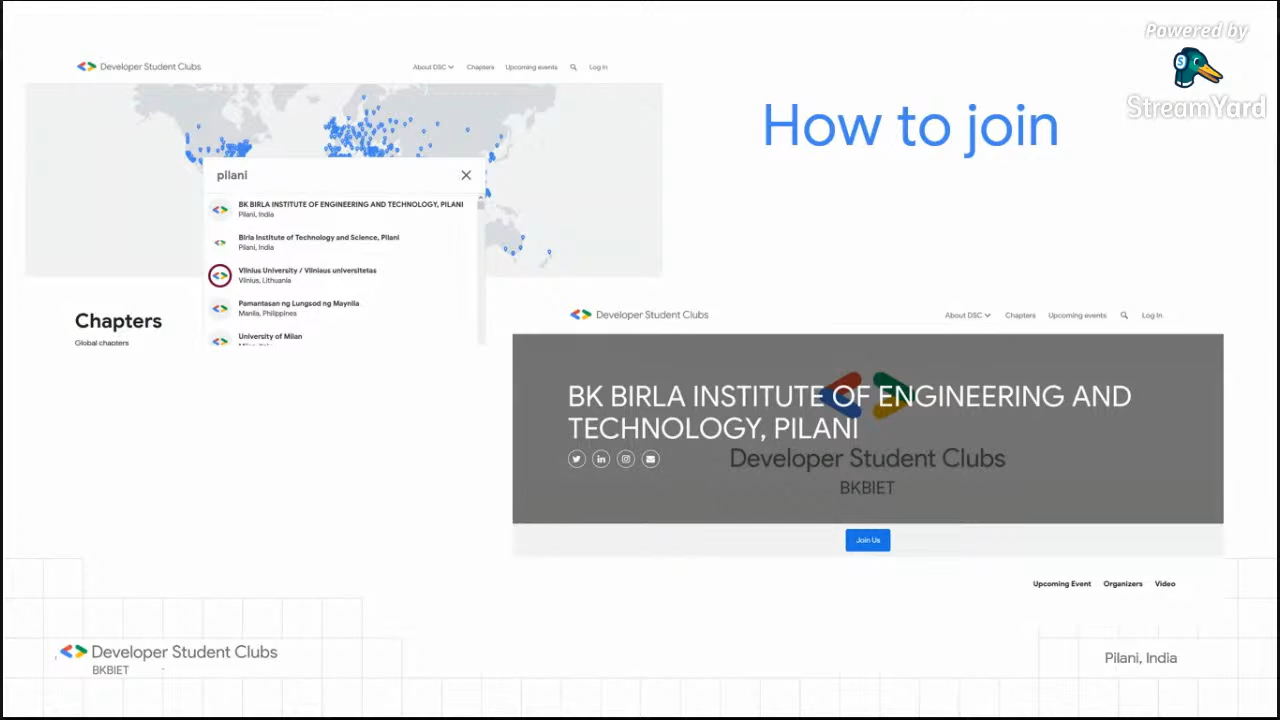 Powered by
StreamYard
Developer Student Clubs
About DSC
Chapters
Upcoming events
Log In
How to join
pilani
BK BIRLA INSTITUTE OF ENGINEERING AND TECHNOLOGY, PILANI
Pilani, India
Birla Institute of Technology and Science, Pilani
Pilani, India
Vilnius University / Vilniaus universitetas
Vilnius, Lithuania
Pamantasan ng Lungsod ng Maynila
Manila, Philippines
University of Milan
Chapters
Global chapters
Developer Student Clubs
About DSC
Chapters
Upcoming events
Log In
BK BIRLA INSTITUTE OF ENGINEERING AND
TECHNOLOGY, PILANI
Developer Student Clubs
BKBIET
Join Us
Upcoming Event
Organizers
Video
Developer Student Clubs
BKBIET
Pilani, India